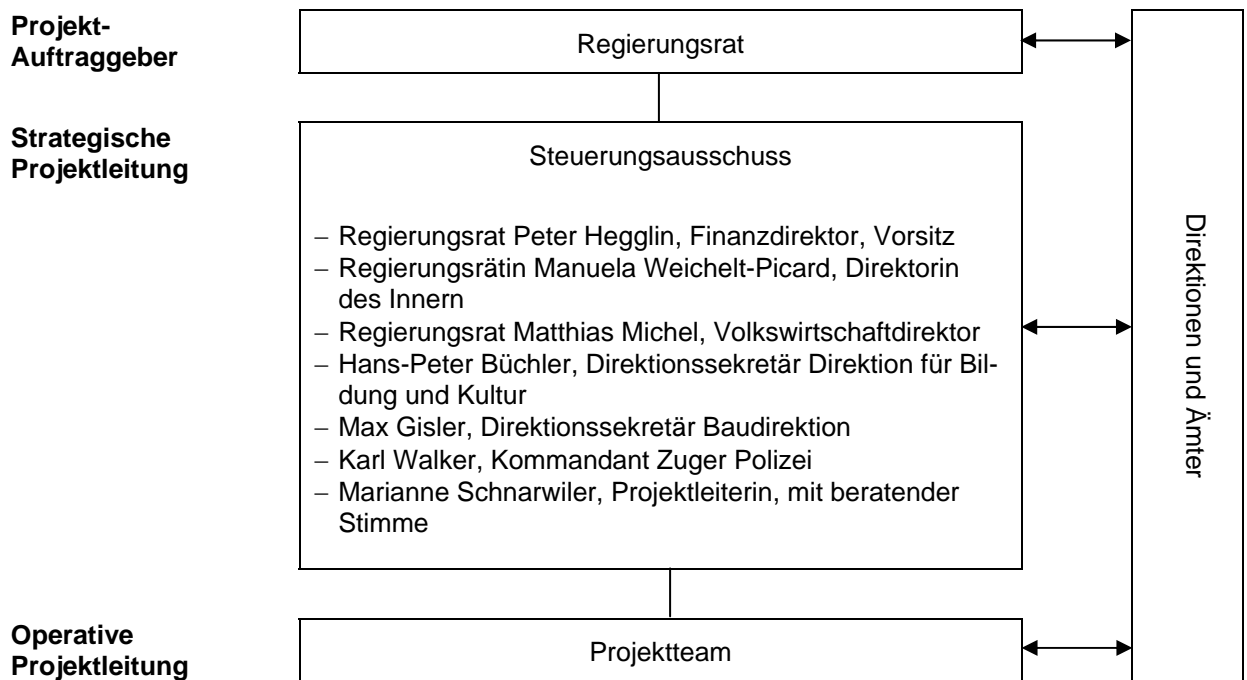 Projekt-
Auftraggeber
Regierungsrat
Strategische
Projektleitung
Steuerungsausschuss
– Regierungsrat Peter Hegglin, Finanzdirektor, Vorsitz
– Regierungsrätin Manuela Weichelt-Picard, Direktorin
des Innern
– Regierungsrat Matthias Michel, Volkswirtschaftdirektor
– Hans-Peter Büchler, Direktionssekretär Direktion für Bil-
dung und Kultur
– Max Gisler, Direktionssekretär Baudirektion
– Karl Walker, Kommandant Zuger Polizei
– Marianne Schnarwiler, Projektleiterin, mit beratender
Stimme
Operative
Projektleitung
Projektteam
Direktionen und Ämter